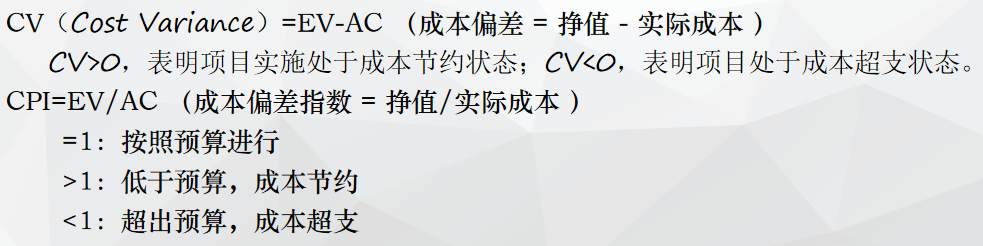 CV（Cost Variance）=EV-AC （成本偏差 = 挣值 - 实际成本 ）
CV>0，表明项目实施处于成本节约状态；CV<0，表明项目处于成本超支状态。
CPI=EV/AC （成本偏差指数 = 挣值/实际成本 ）
=1：按照预算进行
>1：低于预算，成本节约
<1：超出预算，成本超支